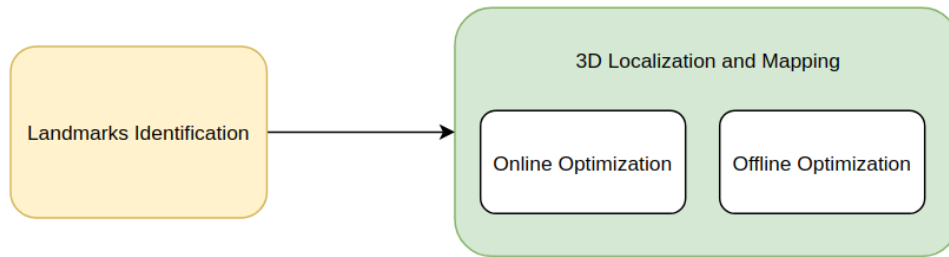 Landmarks Identification
3D Localization and Mapping
Online Optimization
Offline Optimization